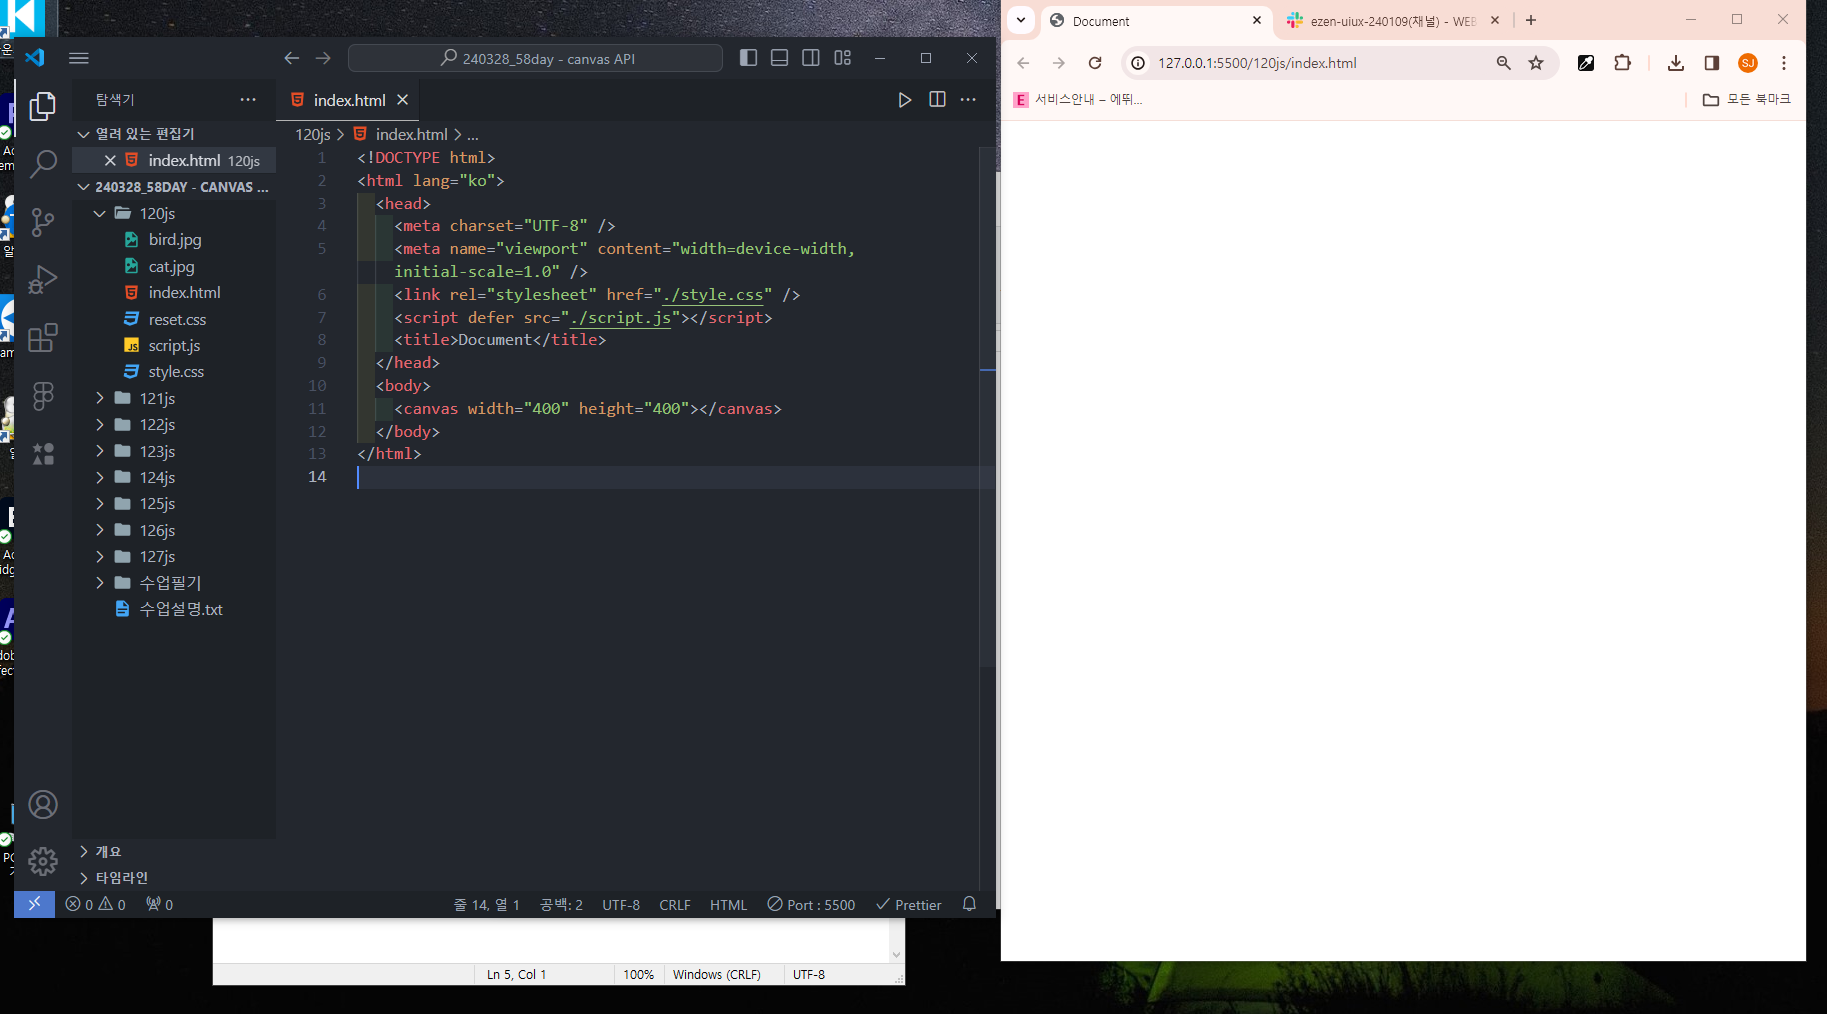 240328_58day - canvas API
탐색기
index.html
열려 있는 편집기
index.html 120js
240328_58DAY - CANVAS ...
120js
bird.jpg
cat.jpg
index.html
reset.css
script.js
style.css
121js
122js
123js
124js
125js
126js
127js
수업필기
수업설명.txt
개요
타임라인
120js > index.html > ...
1 <!DOCTYPE html>
2 <html lang="ko">
3 <head>
4 <meta charset="UTF-8" />
5 <meta name="viewport" content="width=device-width,
initial-scale=1.0" />
6 <link rel="stylesheet" href="./style.css" />
7 <script defer src="./script.js"></script>
8 <title>Document</title>
9 </head>
10 <body>
11 <canvas width="400" height="400"></canvas>
12 </body>
13 </html>
14
0 0 0 줄 14, 열 1 공백: 2 UTF-8 CRLF HTML Port : 5500 Prettier
Ln 5, Col 1 100% Windows (CRLF) UTF-8
Document
ezen-uiux-240109(채널) - WEB
127.0.0.1:5500/120js/index.html
SJ
E 서비스안내 – 에뛰...
모든 북마크